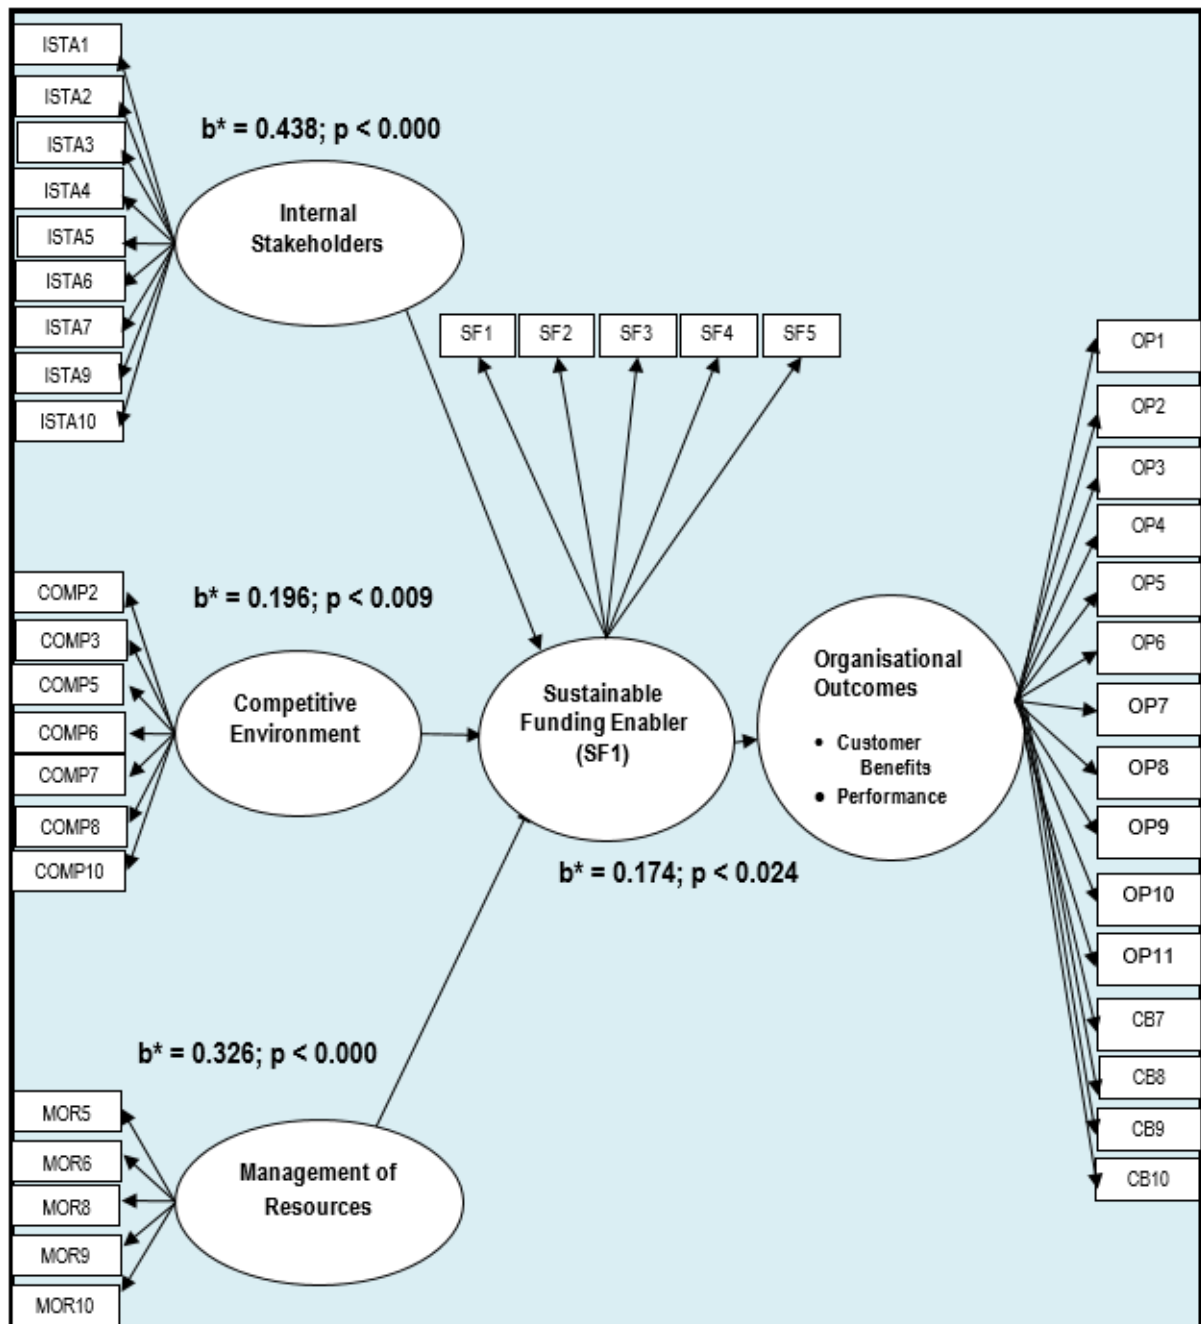 ISTA1
ISTA2
ISTA3
ISTA4
ISTA5
ISTA6
ISTA7
ISTA9
ISTA10
b* = 0.438; p < 0.000
Internal
Stakeholders
SF1
SF2
SF3
SF4
SF5
COMP2
COMP3
COMP5
COMP6
COMP7
COMP8
COMP10
b* = 0.196; p < 0.009
Competitive
Environment
Sustainable
Funding Enabler
(SF1)
b* = 0.174; p < 0.024
Organisational
Outcomes
• Customer
Benefits
• Performance
OP1
OP2
OP3
OP4
OP5
OP6
OP7
OP8
OP9
OP10
OP11
CB7
CB8
CB9
CB10
b* = 0.326; p < 0.000
MOR5
MOR6
MOR8
MOR9
MOR10
Management of
Resources